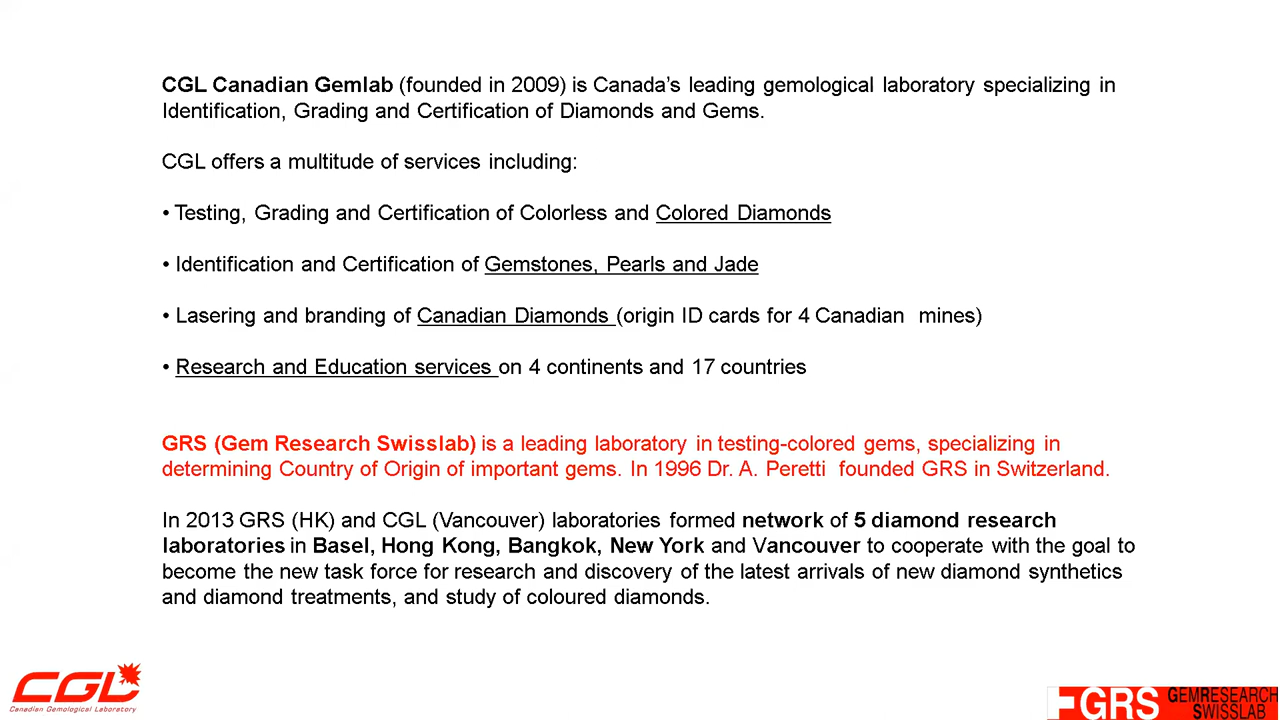 CGL Canadian Gemlab (founded in 2009) is Canada's leading gemological laboratory specializing in
Identification, Grading and Certification of Diamonds and Gems.
CGL offers a multitude of services including:
• Testing, Grading and Certification of Colorless and Colored Diamonds
• Identification and Certification of Gemstones, Pearls and Jade
• Lasering and branding of Canadian Diamonds (origin ID cards for 4 Canadian mines)
• Research and Education services on 4 continents and 17 countries
GRS (Gem Research Swisslab) is a leading laboratory in testing-colored gems, specializing in
determining Country of Origin of important gems. In 1996 Dr. A. Peretti founded GRS in Switzerland.
In 2013 GRS (HK) and CGL (Vancouver) laboratories formed network of 5 diamond research
laboratories in Basel, Hong Kong, Bangkok, New York and Vancouver to cooperate with the goal to
become the new task force for research and discovery of the latest arrivals of new diamond synthetics
and diamond treatments, and study of coloured diamonds.
CGL
Canadian Gemological Laboratory
GRS GEMRESEARCH
SWISSLAB